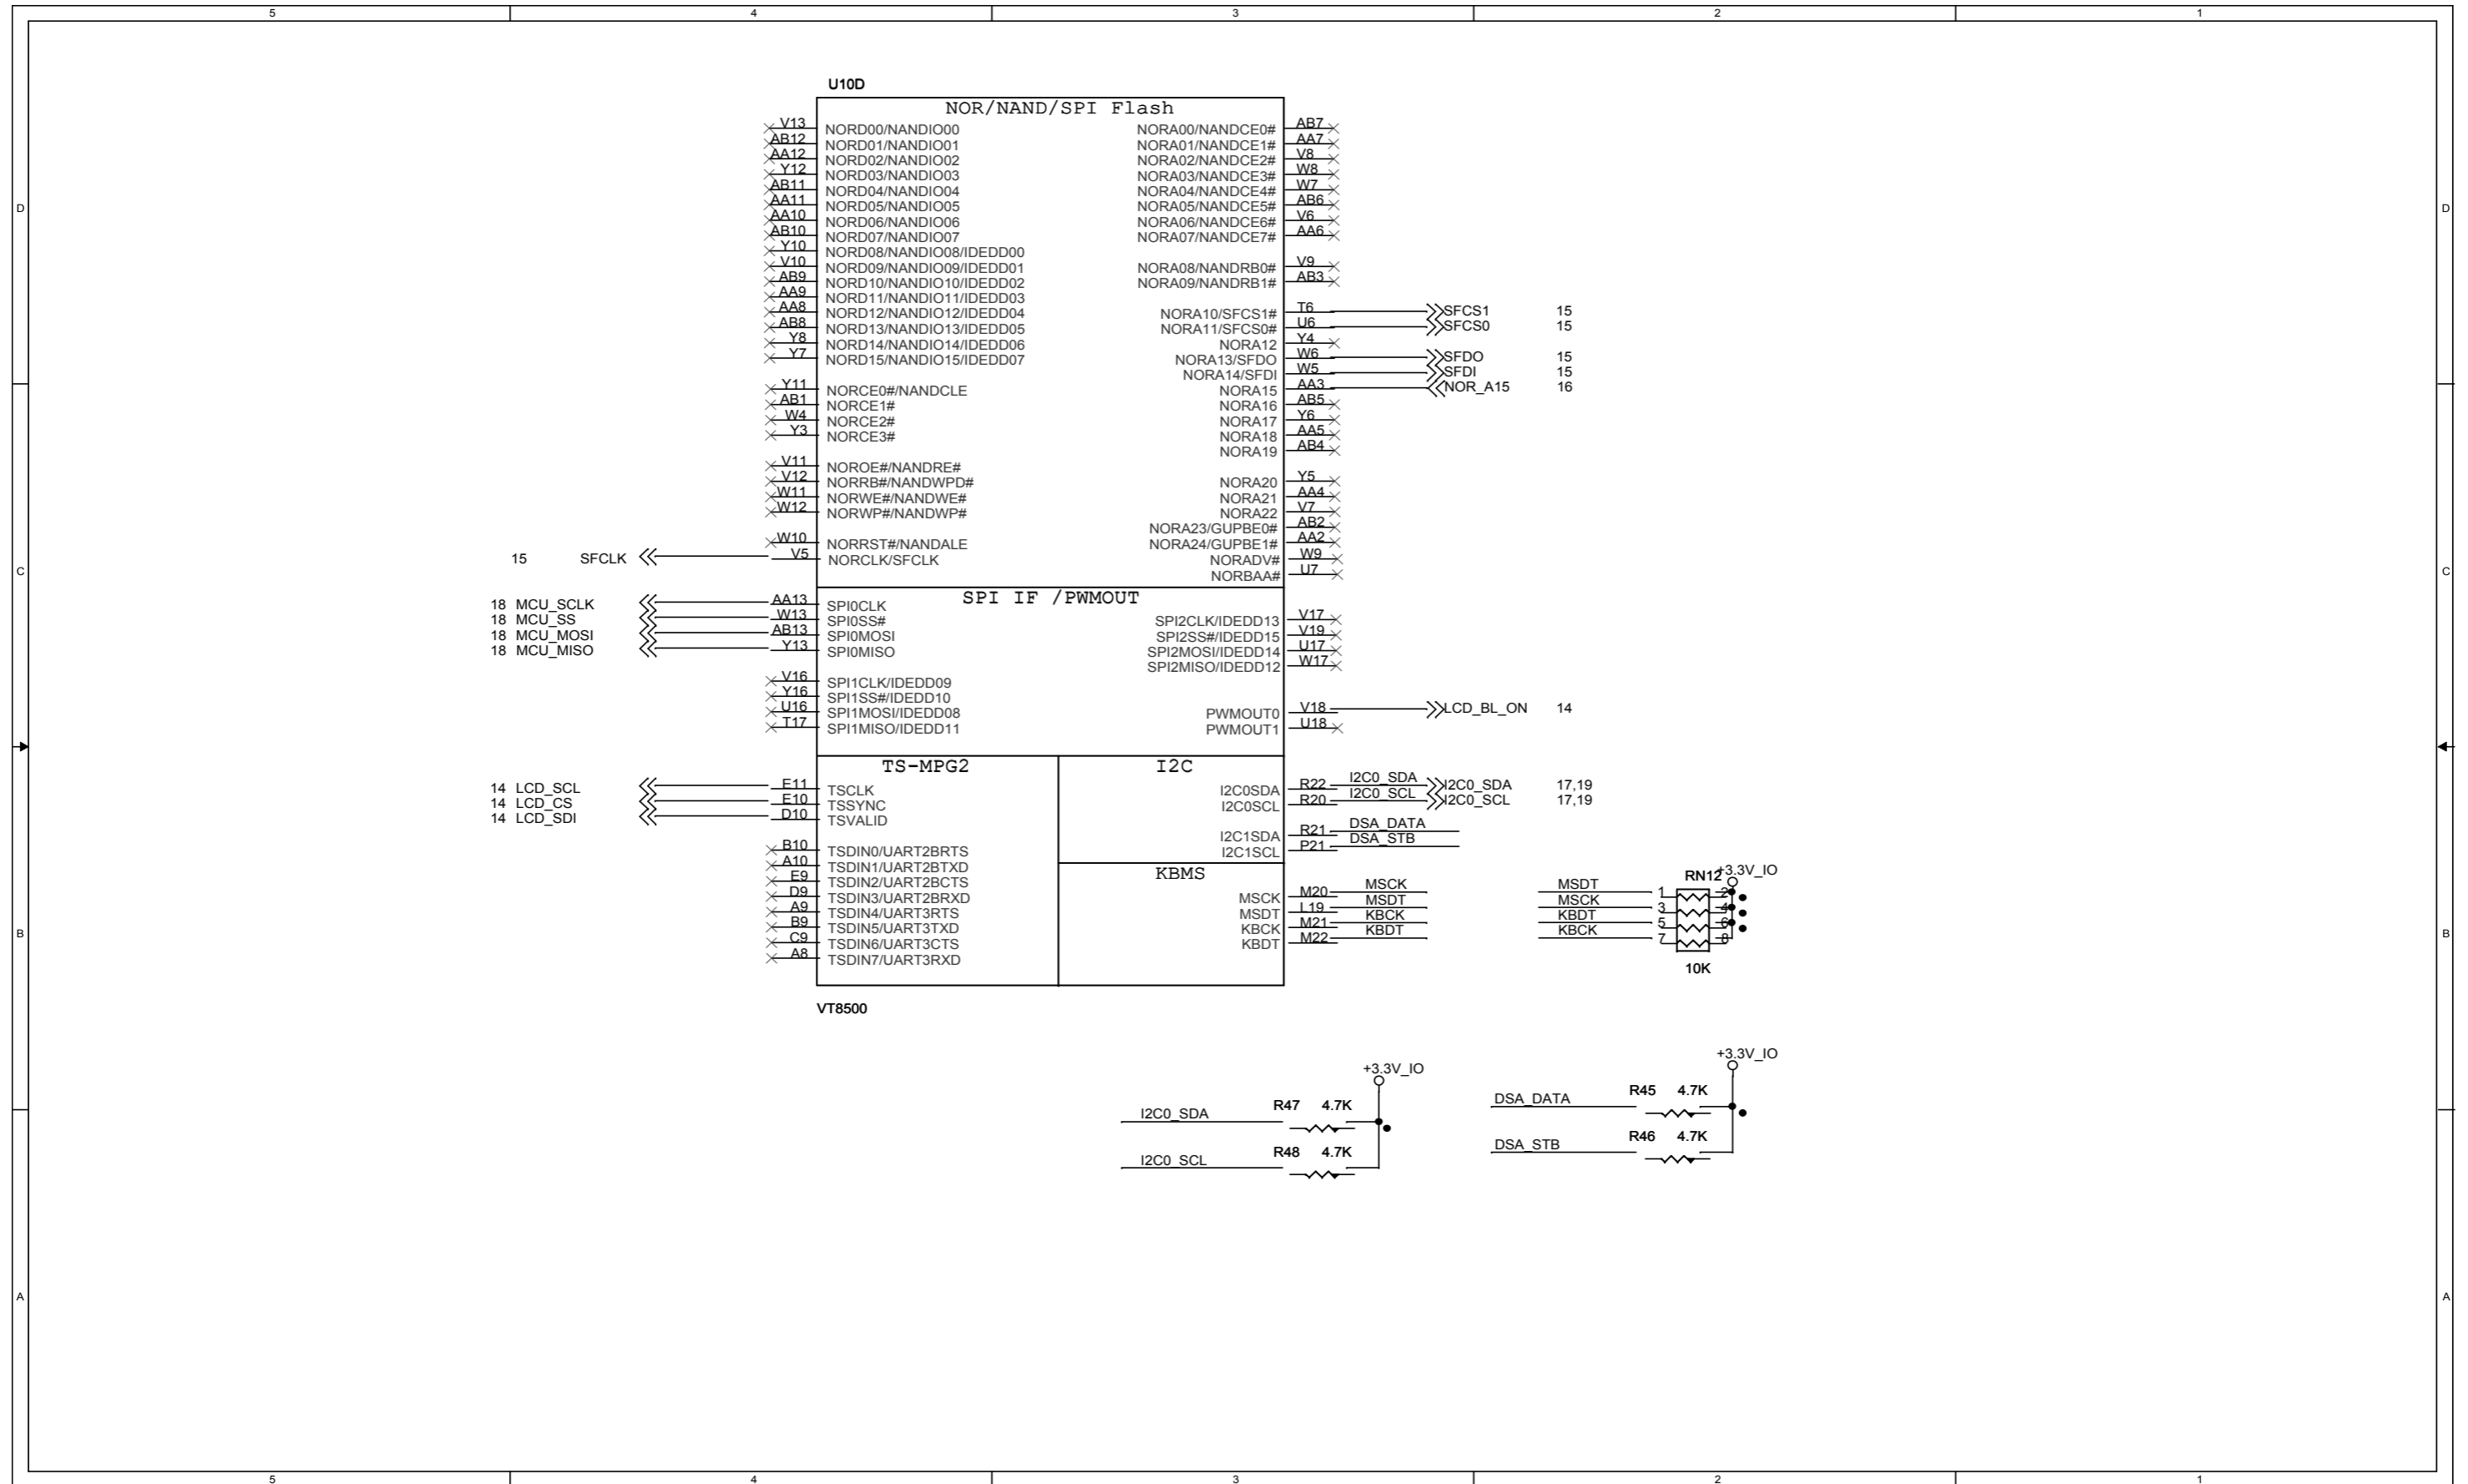 5 4 3 2 1
U10D
NOR/NAND/SPI Flash
V13 NORD00/NANDIO00 NORA00/NANDCE0# AB7
AB12 NORD01/NANDIO01 NORA01/NANDCE1# AA7
AA12 NORD02/NANDIO02 NORA02/NANDCE2# V8
Y12 NORD03/NANDIO03 NORA03/NANDCE3# W8
AB11 NORD04/NANDIO04 NORA04/NANDCE4# W7
AA11 NORD05/NANDIO05 NORA05/NANDCE5# AB6
D AA10 NORD06/NANDIO06 NORA06/NANDCE6# V6 D
AB10 NORD07/NANDIO07 NORA07/NANDCE7# AA6
Y10 NORD08/NANDIO08/IDEDD00
V10 NORD09/NANDIO09/IDEDD01 NORA08/NANDRB0# V9
AB9 NORD10/NANDIO10/IDEDD02 NORA09/NANDRB1# AB3
AA9 NORD11/NANDIO11/IDEDD03
AA8 NORD12/NANDIO12/IDEDD04 NORA10/SFCS1# T6 SFCS1 15
AB8 NORD13/NANDIO13/IDEDD05 NORA11/SFCS0# U6 SFCS0 15
Y8 NORD14/NANDIO14/IDEDD06 NORA12 Y4
Y7 NORD15/NANDIO15/IDEDD07 NORA13/SFDO W6 SFDO 15
NORA14/SFDI W5 SFDI 15
Y11 NORCE0#/NANDCLE NORA15 AA3 NOR_A15 16
AB1 NORCE1# NORA16 AB5
W4 NORCE2# NORA17 Y6
Y3 NORCE3# NORA18 AA5
NORA19 AB4
V11 NOROE#/NANDRE#
V12 NORRB#/NANDWPD# NORA20 Y5
W11 NORWE#/NANDWE# NORA21 AA4
W12 NORWP#/NANDWP# NORA22 V7
NORA23/GUPBE0# AB2
W10 NORRST#/NANDALE NORA24/GUPBE1# AA2
15 SFCLK V5 NORCLK/SFCLK NORADV# W9
C NORBAA# U7 C
SPI IF /PWMOUT
18 MCU_SCLK AA13 SPI0CLK
18 MCU_SS W13 SPI0SS# SPI2CLK/IDEDD13 V17
18 MCU_MOSI AB13 SPI0MOSI SPI2SS#/IDEDD15 V19
18 MCU_MISO Y13 SPI0MISO SPI2MOSI/IDEDD14 U17
SPI2MISO/IDEDD12 W17
V16 SPI1CLK/IDEDD09
Y16 SPI1SS#/IDEDD10
U16 SPI1MOSI/IDEDD08 PWMOUT0 V18 LCD_BL_ON 14
T17 SPI1MISO/IDEDD11 PWMOUT1 U18
TS-MPG2 I2C
14 LCD_SCL E11 TSCLK I2C0SDA R22 I2C0_SDA I2C0_SDA 17,19
14 LCD_CS E10 TSSYNC I2C0SCL R20 I2C0_SCL I2C0_SCL 17,19
14 LCD_SDI D10 TSVALID
I2C1SDA R21 DSA_DATA
B10 TSDIN0/UART2BRTS I2C1SCL P21 DSA_STB
A10 TSDIN1/UART2BTXD KBMS
E9 TSDIN2/UART2BCTS RN12 +3.3V_IO
D9 TSDIN3/UART2BRXD MSCK M20 MSCK MSDT 1 2
A9 TSDIN4/UART3RTS MSDT L19 MSDT MSCK 3 4
B9 TSDIN5/UART3TXD KBCK M21 KBCK KBDT 5 6
B C9 TSDIN6/UART3CTS KBDT M22 KBDT KBCK 7 8 B
A8 TSDIN7/UART3RXD
10K
VT8500
+3.3V_IO +3.3V_IO
DSA_DATA R45 4.7K
I2C0_SDA R47 4.7K
DSA_STB R46 4.7K
I2C0_SCL R48 4.7K
A A
5 4 3 2 1